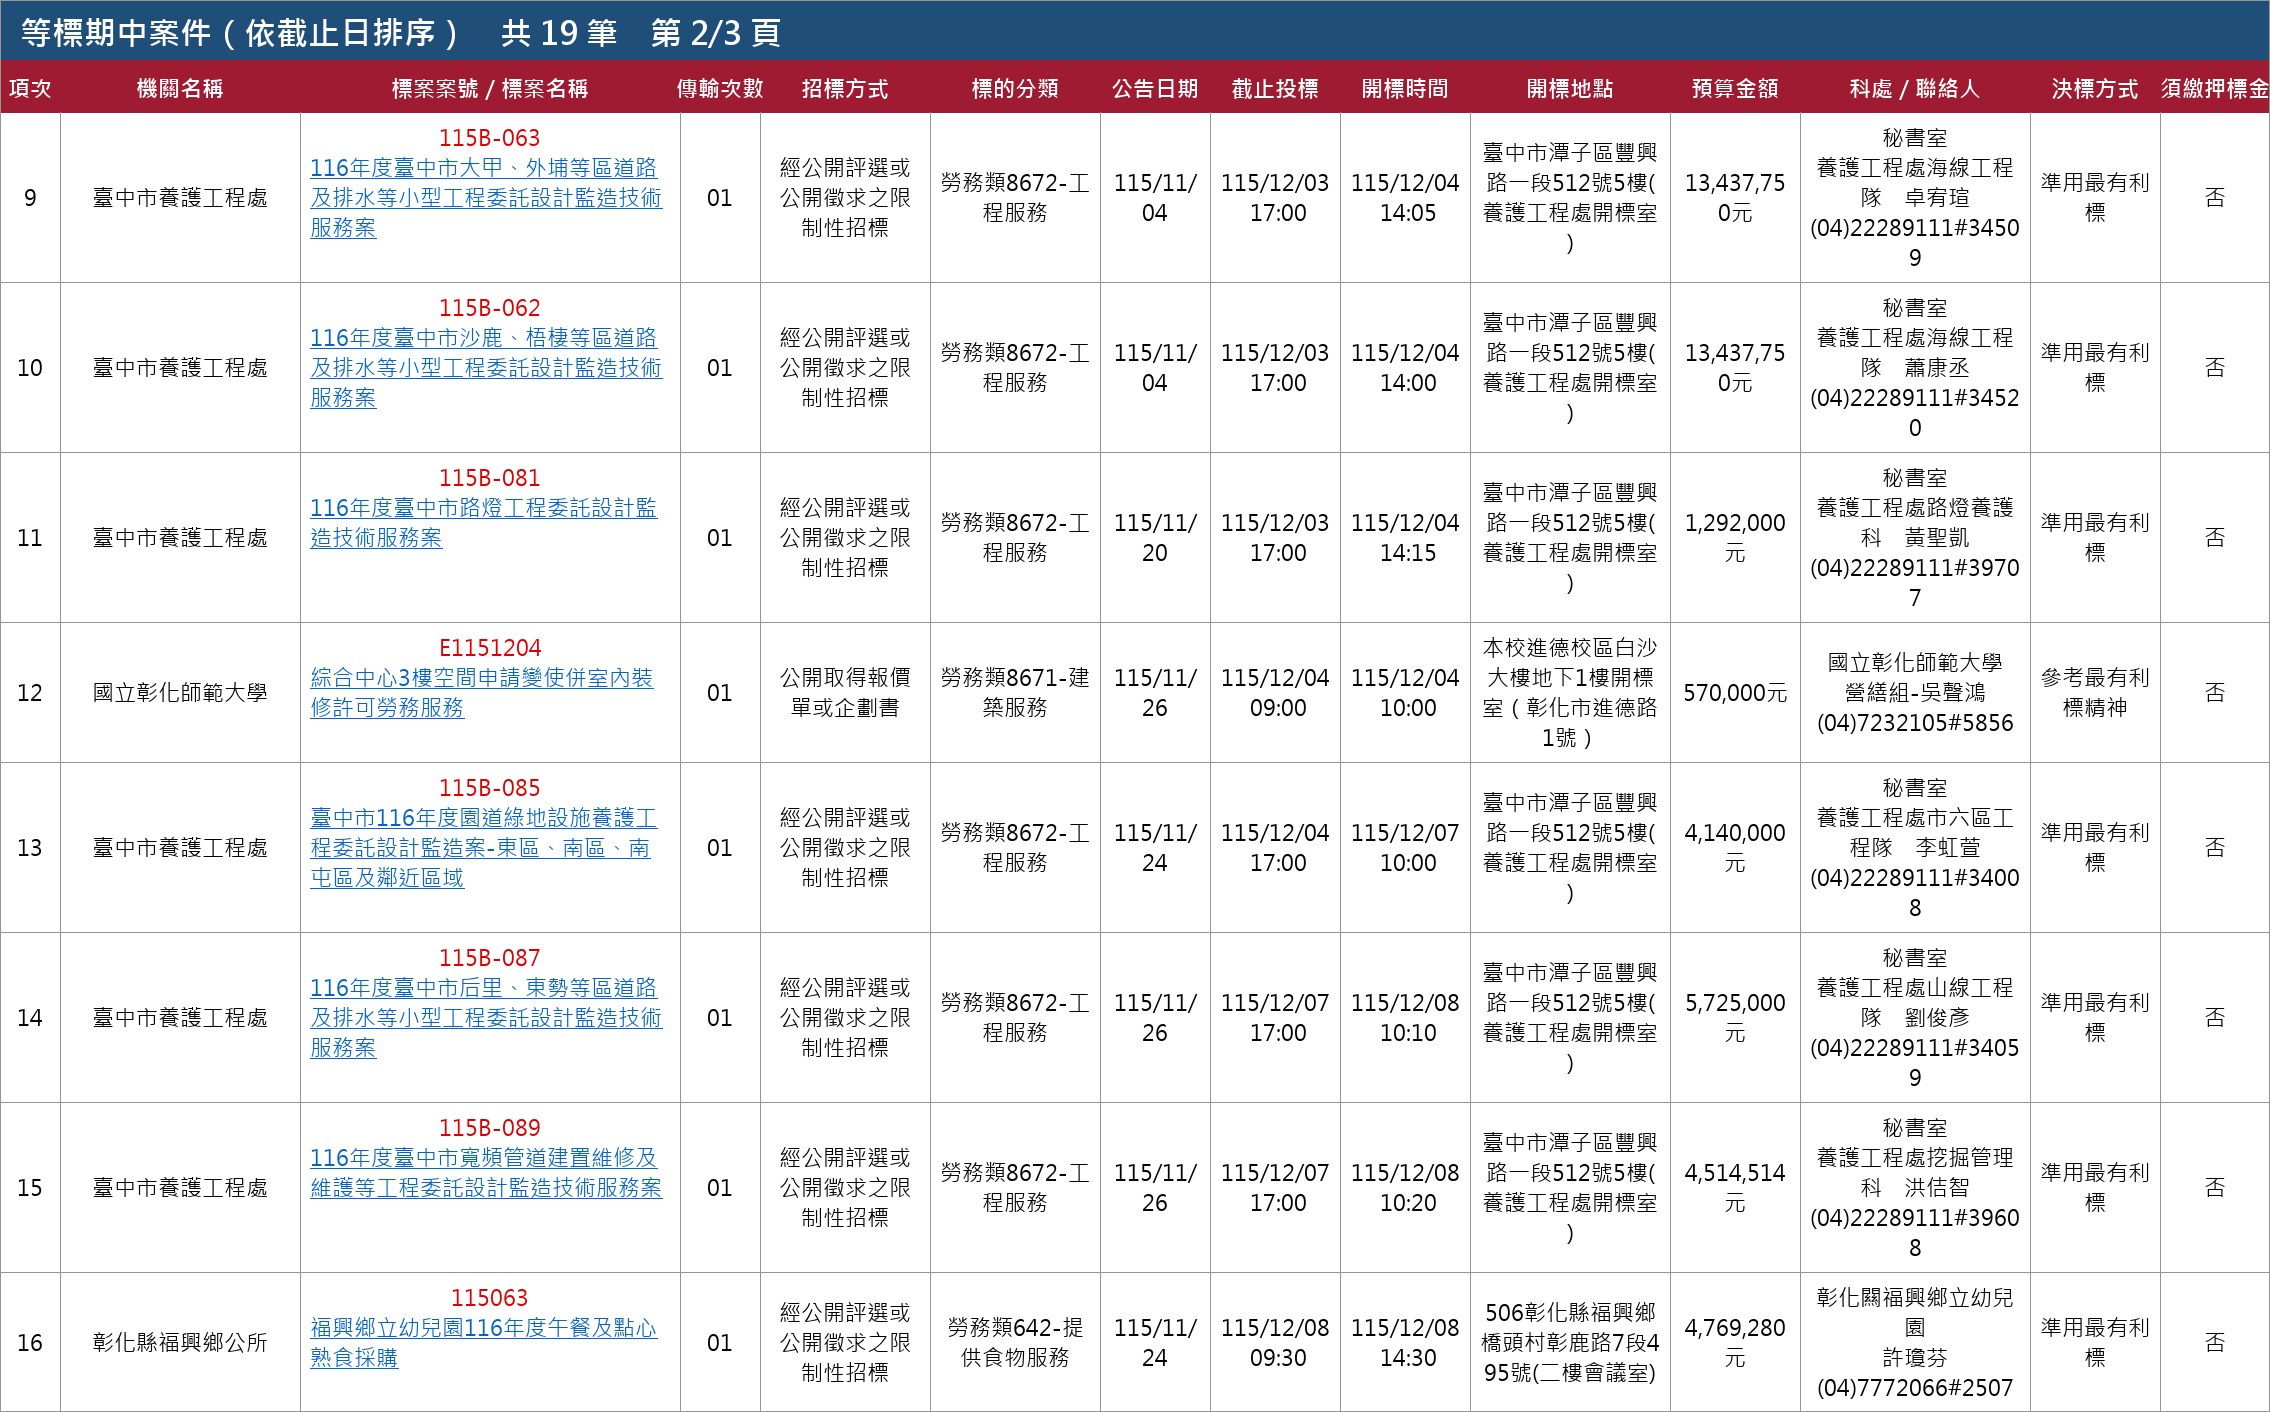 等標期中案件（依截止日排序）　共 19 筆　第 2/3 頁
項次 機關名稱 標案案號 / 標案名稱 傳輸次數 招標方式 標的分類 公告日期 截止投標 開標時間 開標地點 預算金額 科處 / 聯絡人 決標方式 須繳押標金
9
臺中市養護工程處
115B-063
116年度臺中市大甲、外埔等區道路
及排水等小型工程委託設計監造技術
服務案
01
經公開評選或
公開徵求之限
制性招標
勞務類8672-工
程服務
115/11/
04
115/12/03
17:00
115/12/04
14:05
臺中市潭子區豐興
路一段512號5樓(
養護工程處開標室
)
13,437,75
0元
秘書室
養護工程處海線工程
隊　卓宥瑄
(04)22289111#3450
9
準用最有利
標
否
10
臺中市養護工程處
115B-062
116年度臺中市沙鹿、梧棲等區道路
及排水等小型工程委託設計監造技術
服務案
01
經公開評選或
公開徵求之限
制性招標
勞務類8672-工
程服務
115/11/
04
115/12/03
17:00
115/12/04
14:00
臺中市潭子區豐興
路一段512號5樓(
養護工程處開標室
)
13,437,75
0元
秘書室
養護工程處海線工程
隊　蕭康丞
(04)22289111#3452
0
準用最有利
標
否
11
臺中市養護工程處
115B-081
116年度臺中市路燈工程委託設計監
造技術服務案
01
經公開評選或
公開徵求之限
制性招標
勞務類8672-工
程服務
115/11/
20
115/12/03
17:00
115/12/04
14:15
臺中市潭子區豐興
路一段512號5樓(
養護工程處開標室
)
1,292,000
元
秘書室
養護工程處路燈養護
科　黃聖凱
(04)22289111#3970
7
準用最有利
標
否
12
國立彰化師範大學
E1151204
綜合中心3樓空間申請變使併室內裝
修許可勞務服務
01
公開取得報價
單或企劃書
勞務類8671-建
築服務
115/11/
26
115/12/04
09:00
115/12/04
10:00
本校進德校區白沙
大樓地下1樓開標
室（彰化市進德路
1號）
570,000元
國立彰化師範大學
營繕組-吳聲鴻
(04)7232105#5856
參考最有利
標精神
否
13
臺中市養護工程處
115B-085
臺中市116年度園道綠地設施養護工
程委託設計監造案-東區、南區、南
屯區及鄰近區域
01
經公開評選或
公開徵求之限
制性招標
勞務類8672-工
程服務
115/11/
24
115/12/04
17:00
115/12/07
10:00
臺中市潭子區豐興
路一段512號5樓(
養護工程處開標室
)
4,140,000
元
秘書室
養護工程處市六區工
程隊　李虹萱
(04)22289111#3400
8
準用最有利
標
否
14
臺中市養護工程處
115B-087
116年度臺中市后里、東勢等區道路
及排水等小型工程委託設計監造技術
服務案
01
經公開評選或
公開徵求之限
制性招標
勞務類8672-工
程服務
115/11/
26
115/12/07
17:00
115/12/08
10:10
臺中市潭子區豐興
路一段512號5樓(
養護工程處開標室
)
5,725,000
元
秘書室
養護工程處山線工程
隊　劉俊彥
(04)22289111#3405
9
準用最有利
標
否
15
臺中市養護工程處
115B-089
116年度臺中市寬頻管道建置維修及
維護等工程委託設計監造技術服務案
01
經公開評選或
公開徵求之限
制性招標
勞務類8672-工
程服務
115/11/
26
115/12/07
17:00
115/12/08
10:20
臺中市潭子區豐興
路一段512號5樓(
養護工程處開標室
)
4,514,514
元
秘書室
養護工程處挖掘管理
科　洪佶智
(04)22289111#3960
8
準用最有利
標
否
16
彰化縣福興鄉公所
115063
福興鄉立幼兒園116年度午餐及點心
熟食採購
01
經公開評選或
公開徵求之限
制性招標
勞務類642-提
供食物服務
115/11/
24
115/12/08
09:30
115/12/08
14:30
506彰化縣福興鄉
橋頭村彰鹿路7段4
95號(二樓會議室)
4,769,280
元
彰化闗福興鄉立幼兒
園
許瓊芬
(04)7772066#2507
準用最有利
標
否